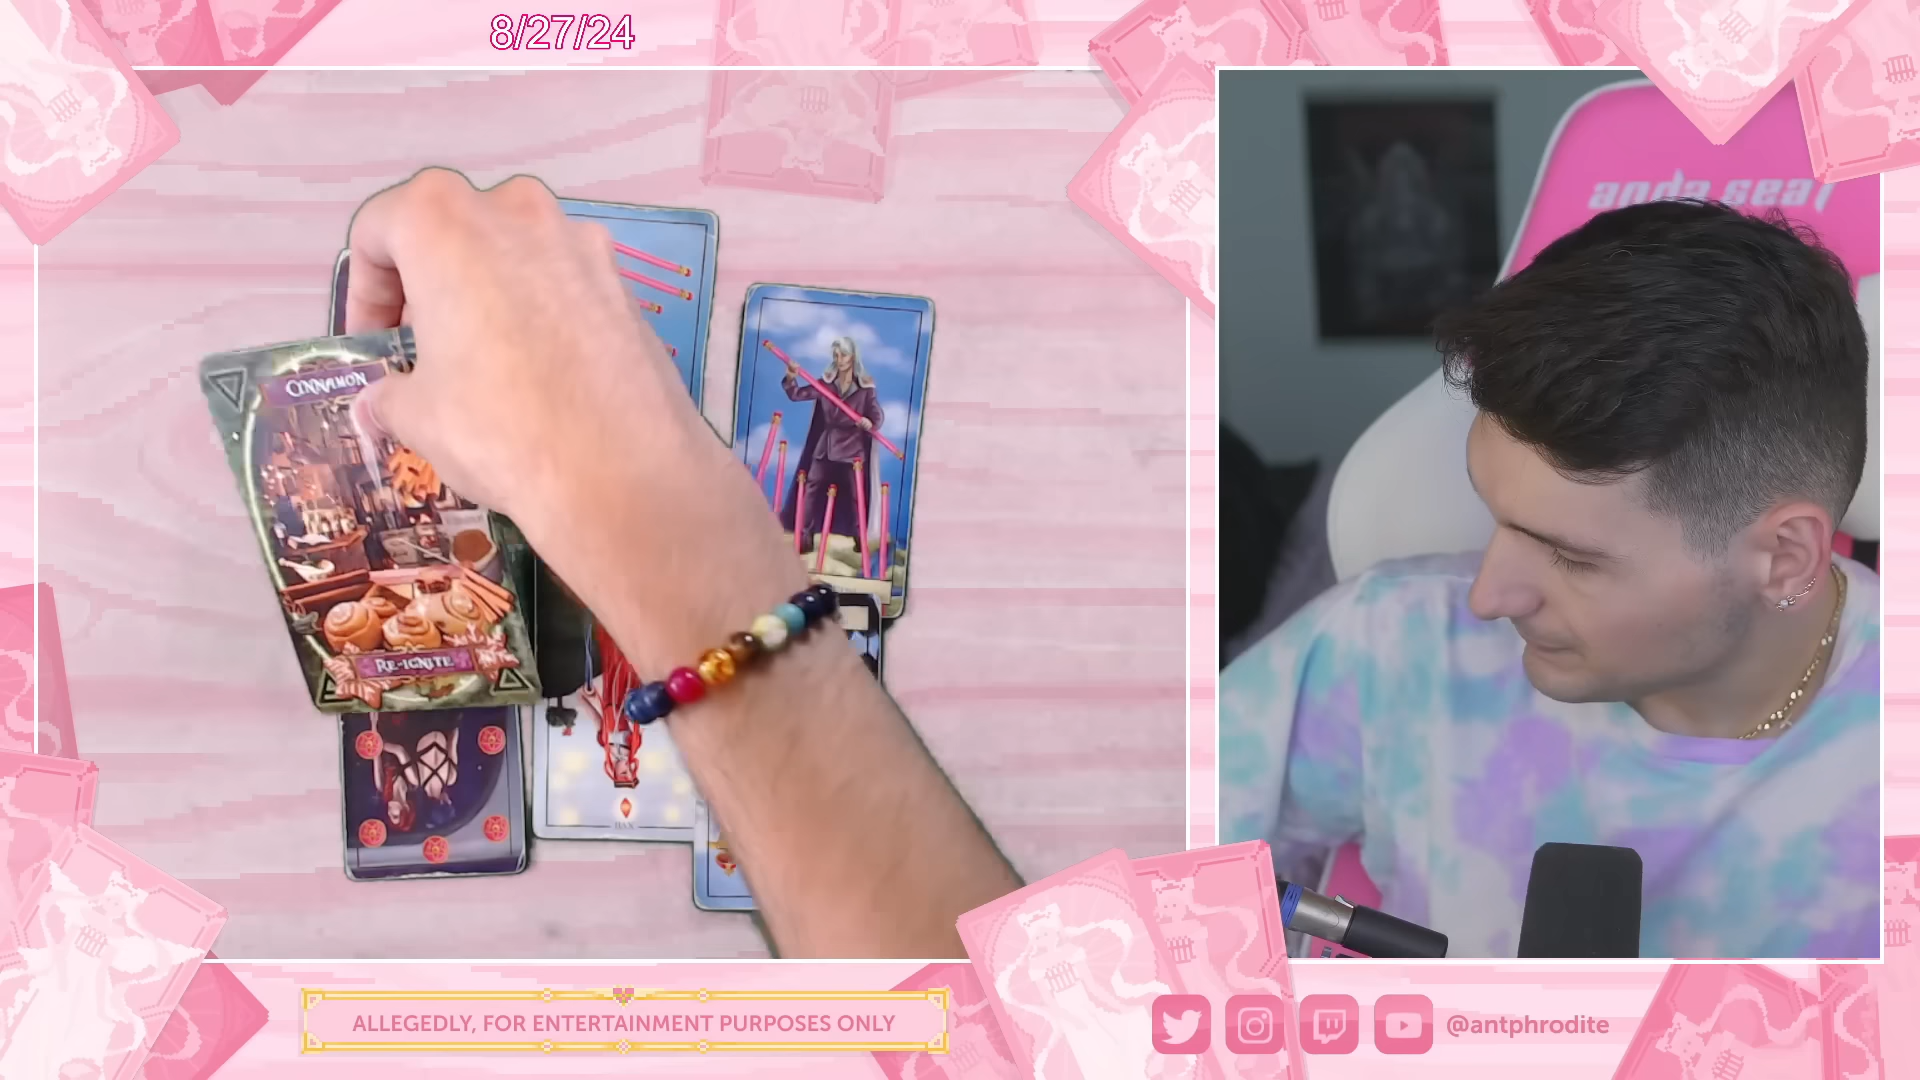 8/27/24
anda seat
CINNAMON
RE-IGNITE
ALLEGEDLY, FOR ENTERTAINMENT PURPOSES ONLY
@antphrodite